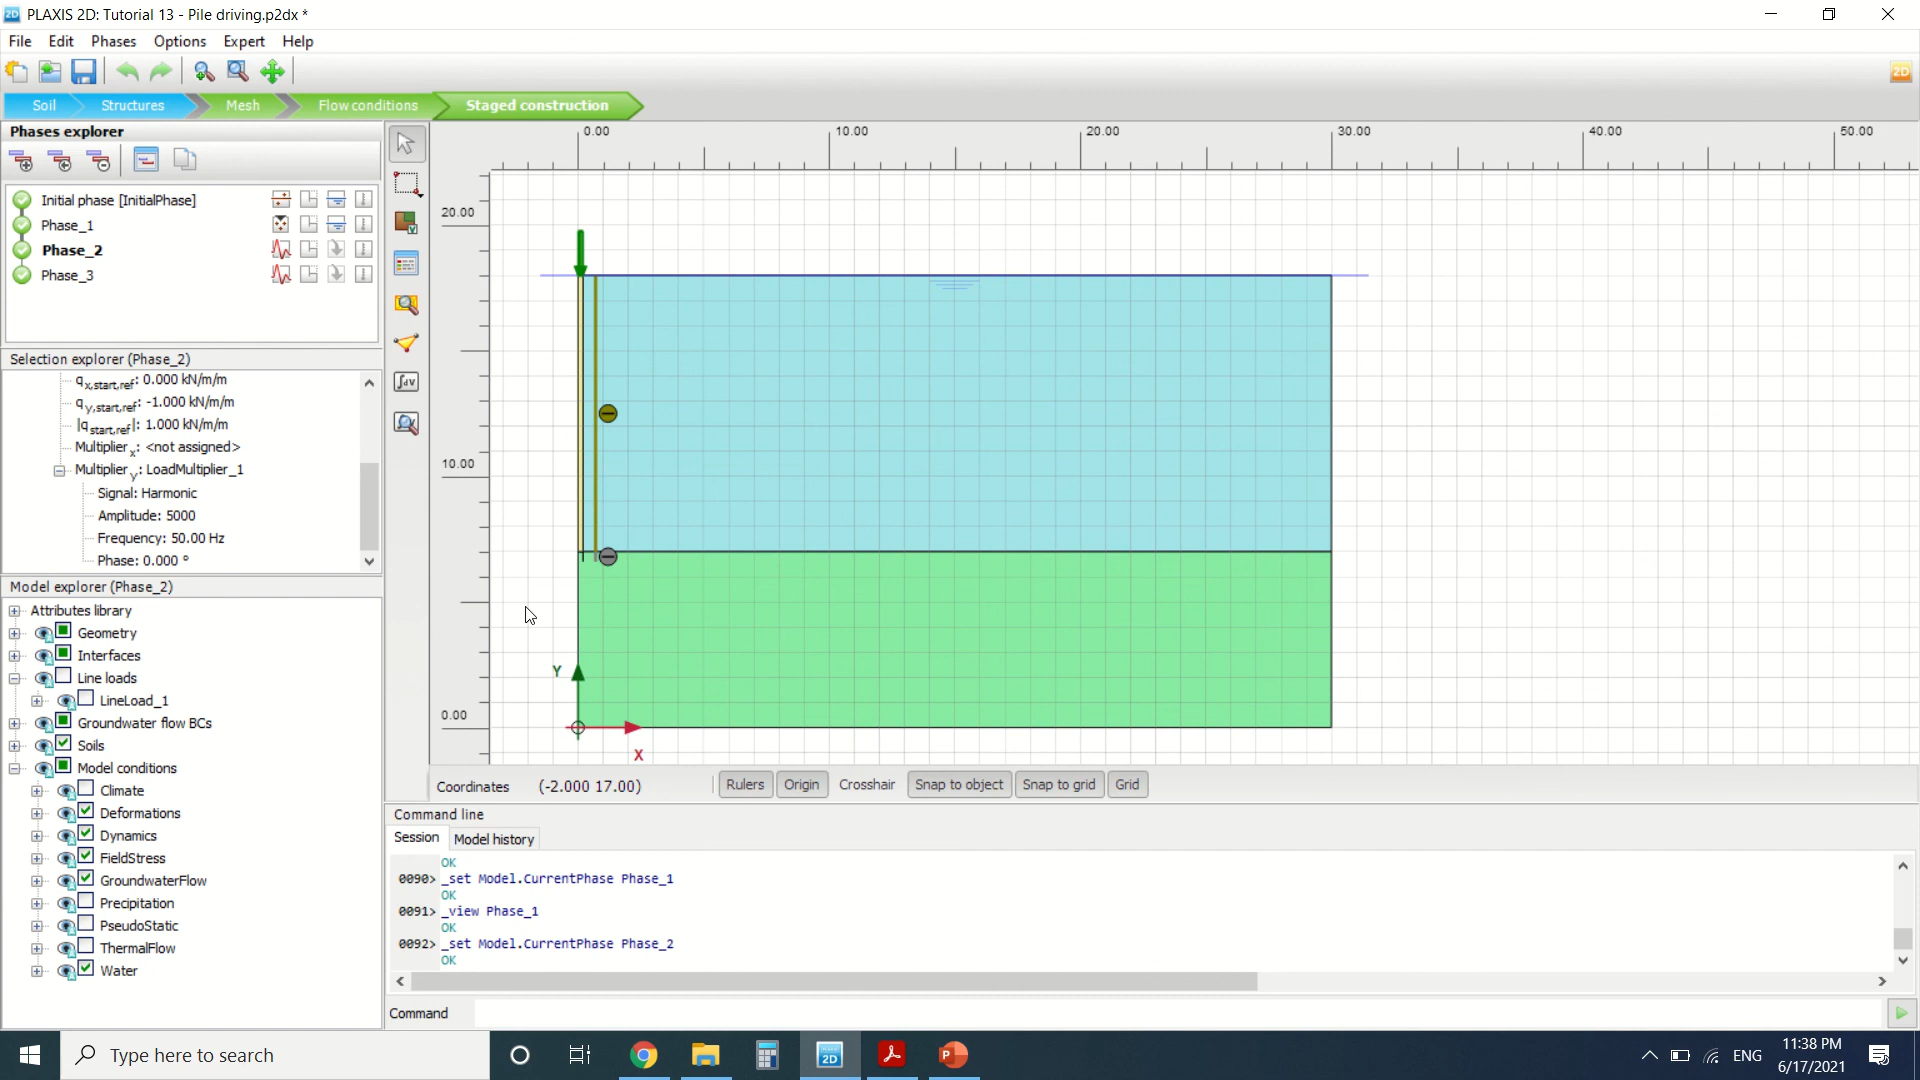 PLAXIS 2D: Tutorial 13 - Pile driving.p2dx *
File Edit Phases Options Expert Help
Soil Structures Mesh Flow conditions Staged construction
Phases explorer
Initial phase [InitialPhase]
Phase_1
Phase_2
Phase_3
Selection explorer (Phase_2)
q x,start,ref: 0.000 kN/m/m
q y,start,ref: -1.000 kN/m/m
|q start,ref|: 1.000 kN/m/m
Multiplier x: <not assigned>
Multiplier y: LoadMultiplier_1
Signal: Harmonic
Amplitude: 5000
Frequency: 50.00 Hz
Phase: 0.000 °
Model explorer (Phase_2)
Attributes library
Geometry
Interfaces
Line loads
LineLoad_1
Groundwater flow BCs
Soils
Model conditions
Climate
Deformations
Dynamics
FieldStress
GroundwaterFlow
Precipitation
PseudoStatic
ThermalFlow
Water
0.00 10.00 20.00 30.00 40.00 50.00
20.00
10.00
0.00
Y
X
Coordinates (-2.000 17.00) Rulers Origin Crosshair Snap to object Snap to grid Grid
Command line
Session Model history
OK
0090> _set Model.CurrentPhase Phase_1
OK
0091> _view Phase_1
OK
0092> _set Model.CurrentPhase Phase_2
OK
Command
Type here to search
2D
P
ENG
11:38 PM
6/17/2021